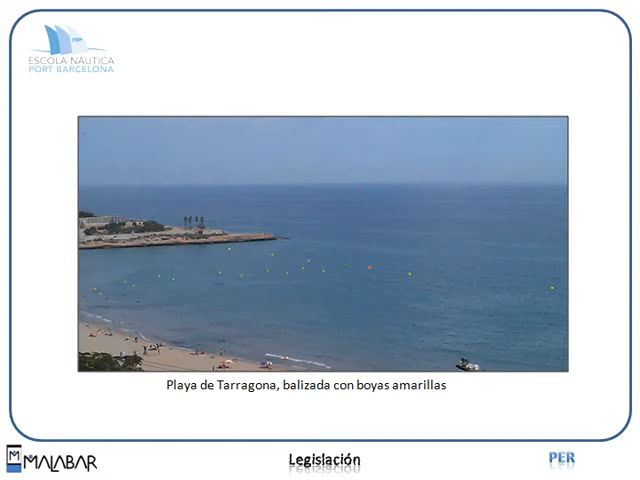 ESCOLA NÀUTICA
PORT BARCELONA
Playa de Tarragona, balizada con boyas amarillas
MALABAR
Legislación
PER